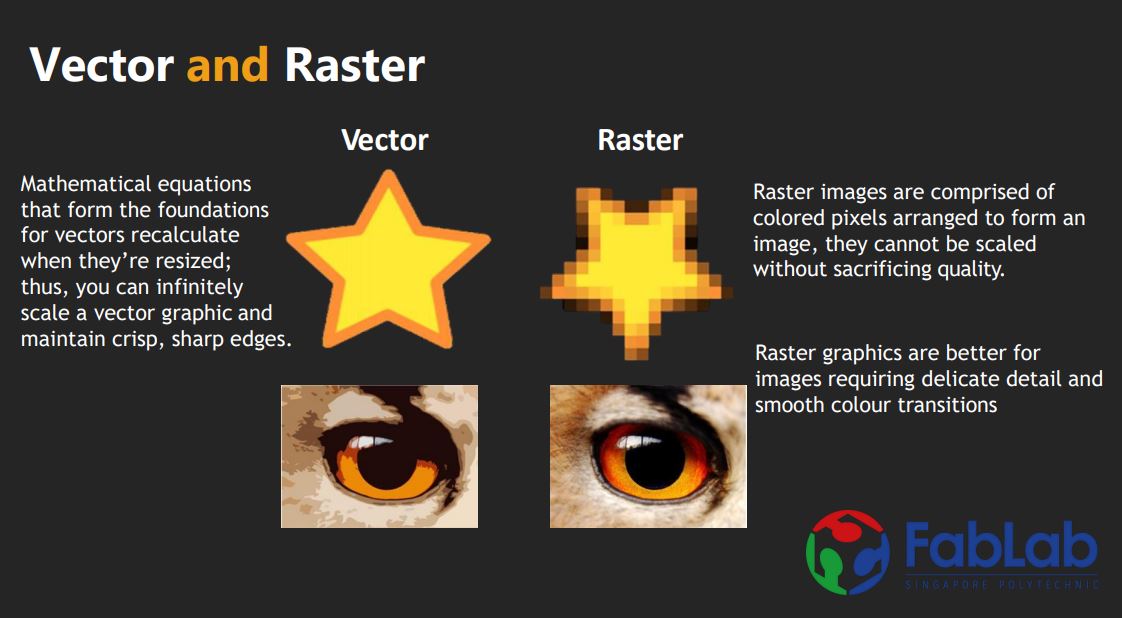 Vector and Raster
Vector
Mathematical equations
that form the foundations
for vectors recalculate
when they're resized;
thus, you can infinitely
scale a vector graphic and
maintain crisp, sharp edges.
Raster
Raster images are comprised of
colored pixels arranged to form an
image, they cannot be scaled
without sacrificing quality.
Raster graphics are better for
images requiring delicate detail and
smooth colour transitions
FabLab
SINGAPORE POLYTECHNIC